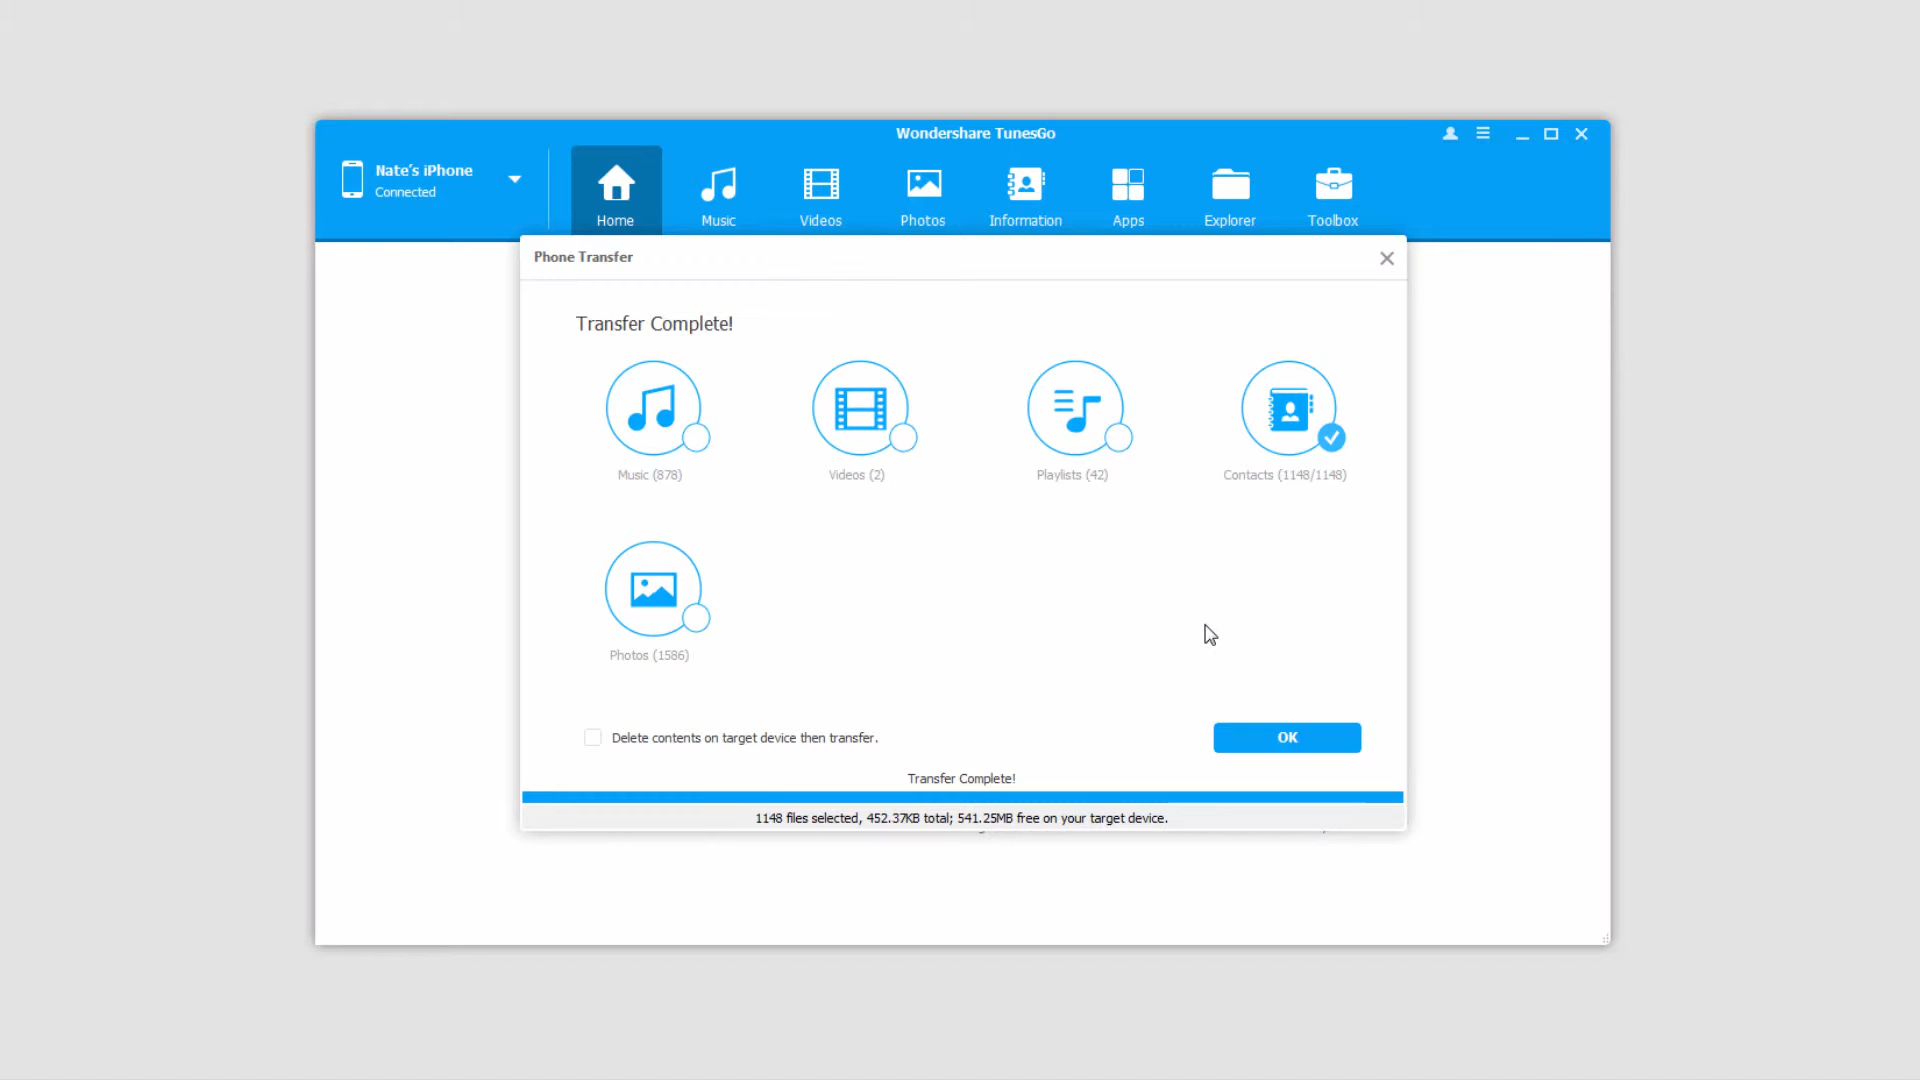 Wondershare TunesGo
Nate's iPhone
Connected
Home
Music
Videos
Photos
Information
Apps
Explorer
Toolbox
Phone Transfer
Transfer Complete!
Music (878)
Videos (2)
Playlists (42)
Contacts (1148/1148)
Photos (1586)
Delete contents on target device then transfer.
OK
Transfer Complete!
1148 files selected, 452.37KB total; 541.25MB free on your target device.